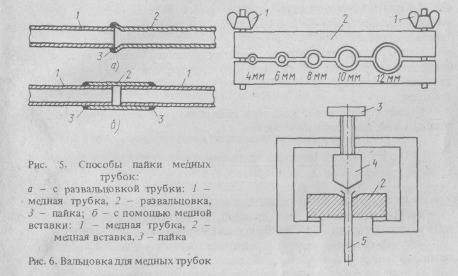 1
2
3
а)
1
2
1
3
б)
3
Рис. 5. Способы пайки медных
трубок:
а – с развальцовкой трубки: 1 –
медная трубка, 2 – развальцовка,
3 – пайка; б – с помощью медной
вставки: 1 – медная трубка, 2 –
медная вставка, 3 – пайка
Рис. 6. Вальцовка для медных трубок
1
2
1
4мм 6мм 8мм 10мм 12мм
3
4
2
5